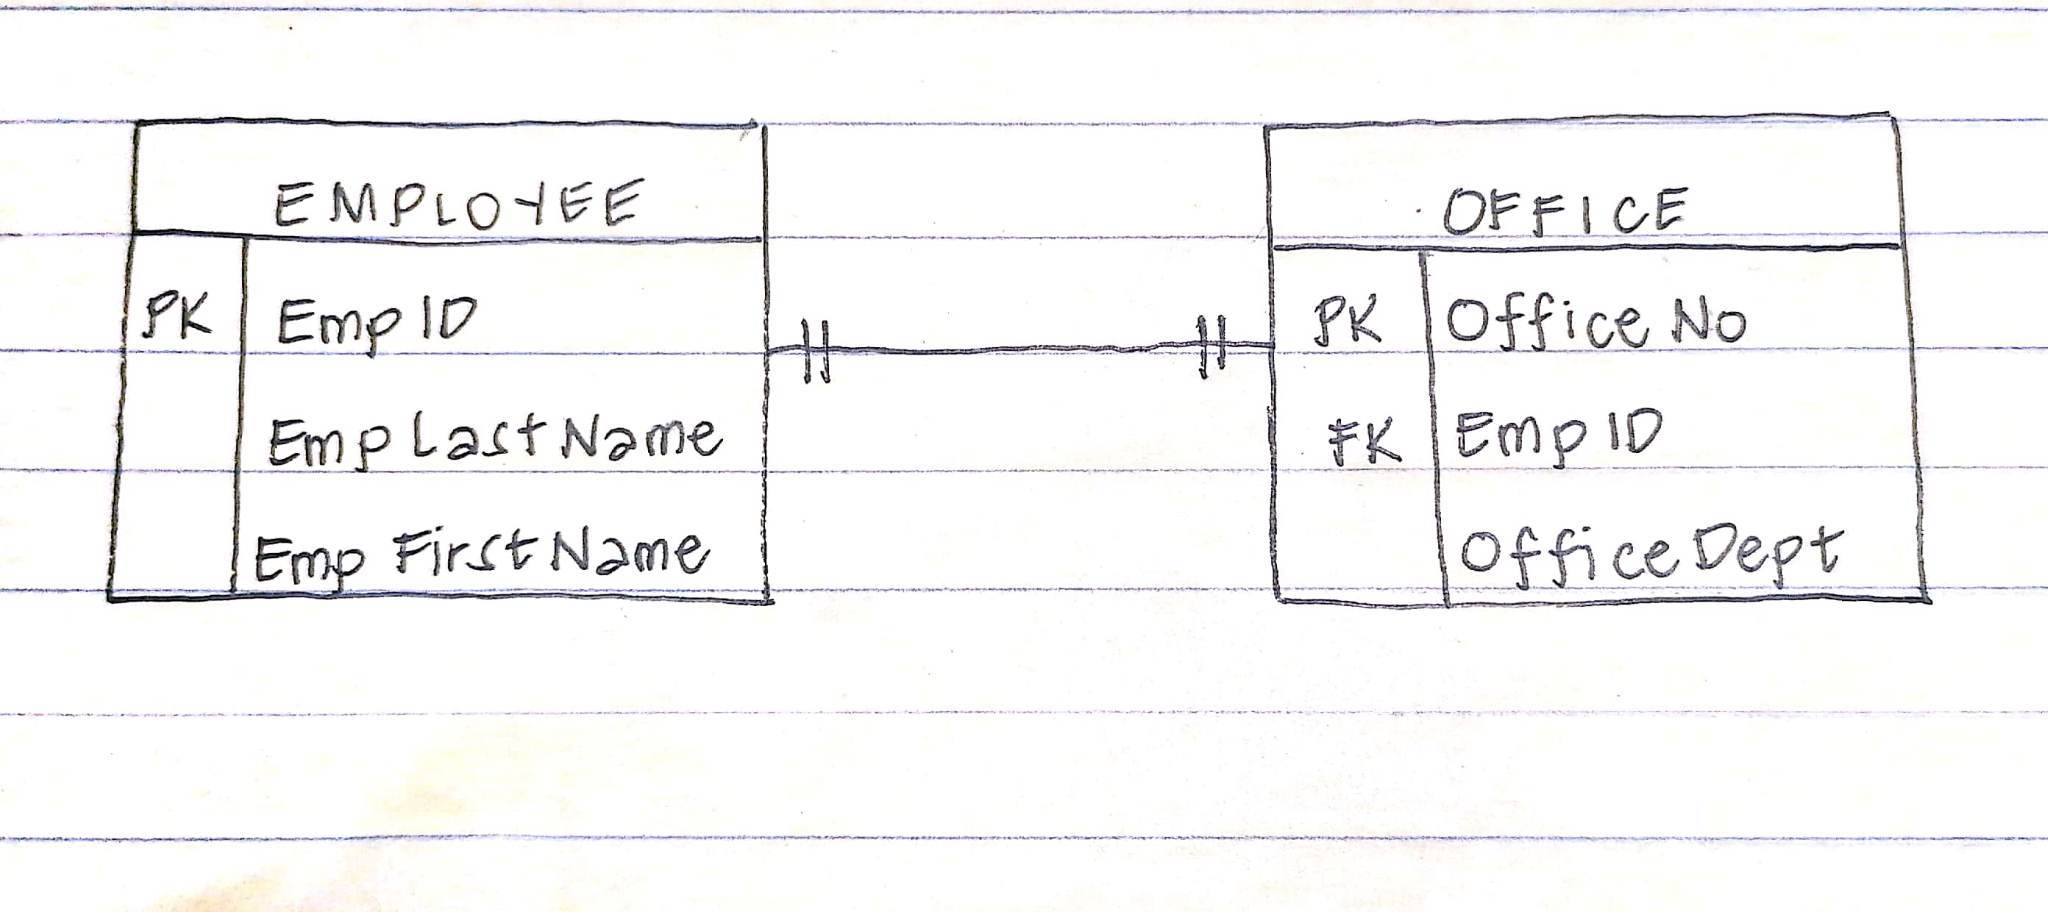 EMPLOYEE
PK Emp ID
Emp Last Name
Emp First Name
OFFICE
PK Office No
FK Emp ID
Office Dept